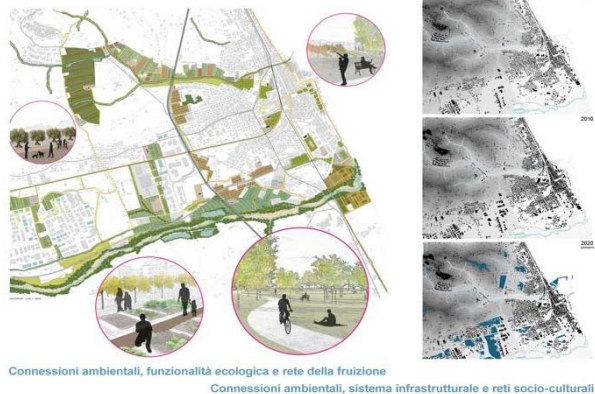 2010
2020
Connessioni ambientali, funzionalità ecologica e rete della fruizione
Connessioni ambientali, sistema infrastrutturale e reti socio-culturali